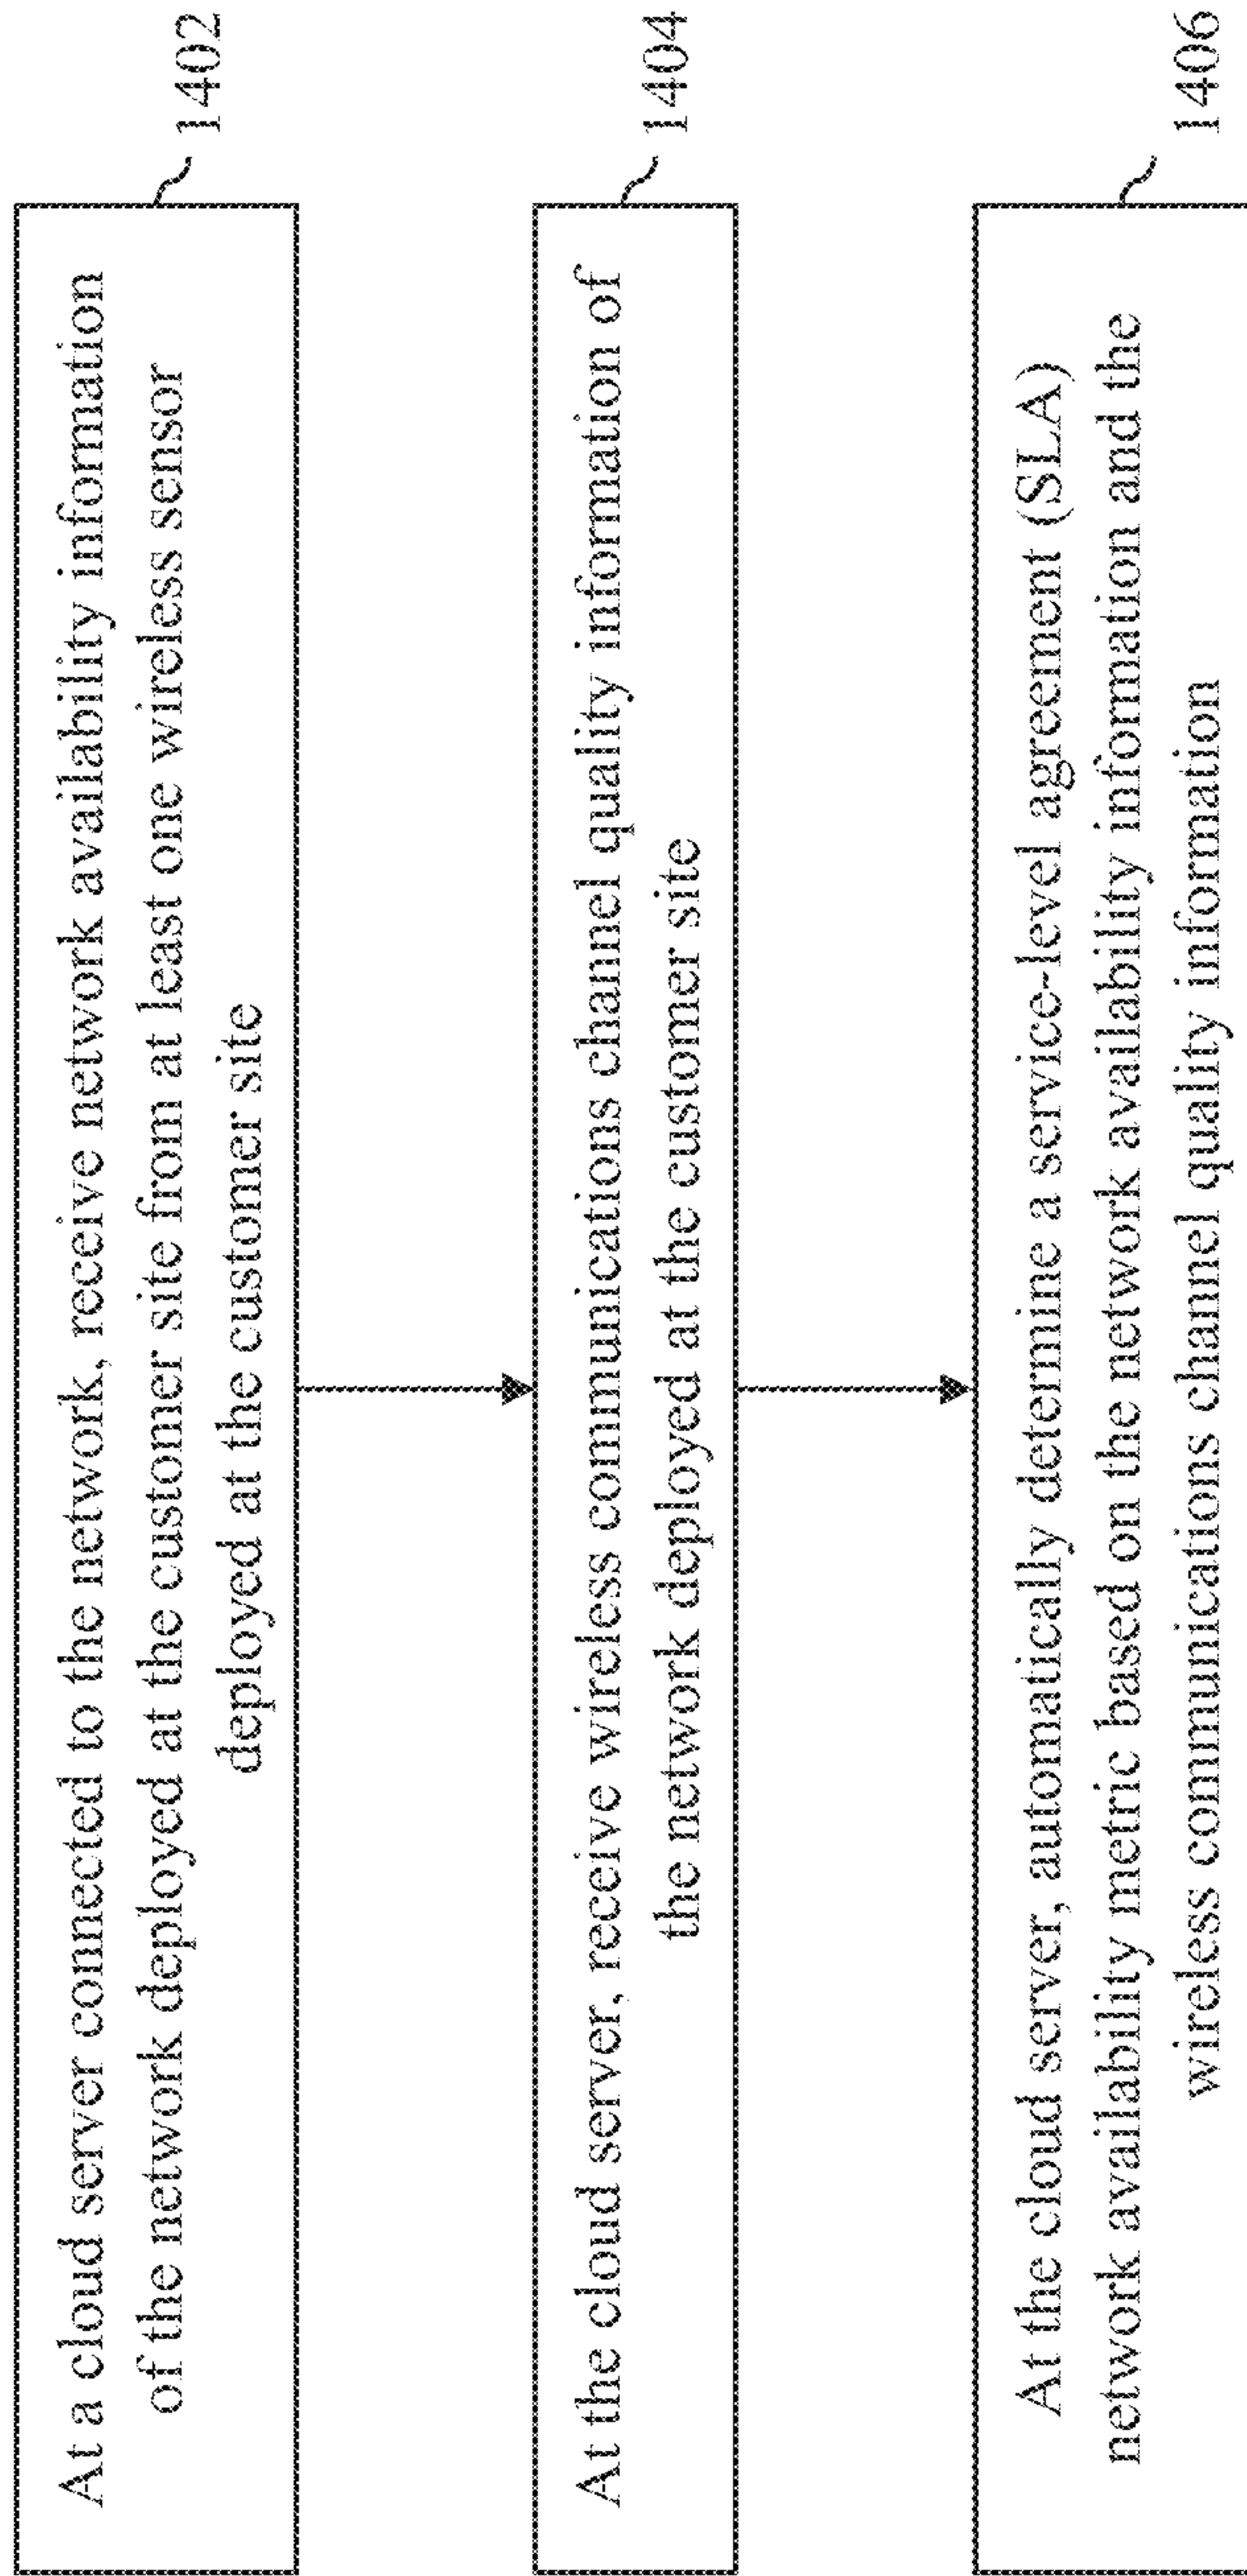 At a cloud server connected to the network, receive network availability information
of the network deployed at the customer site from at least one wireless sensor
deployed at the customer site
1402
At the cloud server, receive wireless communications channel quality information of
the network deployed at the customer site
1404
At the cloud server, automatically determine a service-level agreement (SLA)
network availability metric based on the network availability information and the
wireless communications channel quality information
1406